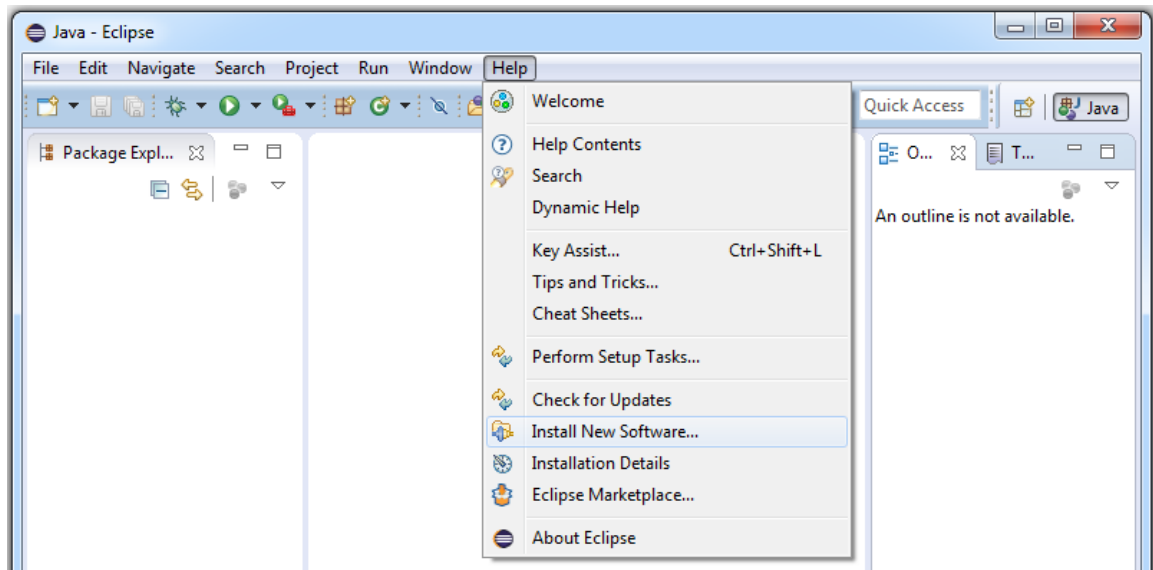 Java - Eclipse
File Edit Navigate Search Project Run Window Help
Quick Access Java
Package Expl...
Welcome
Help Contents
Search
Dynamic Help
Key Assist... Ctrl+Shift+L
Tips and Tricks...
Cheat Sheets...
Perform Setup Tasks...
Check for Updates
Install New Software...
Installation Details
Eclipse Marketplace...
About Eclipse
O... T...
An outline is not available.